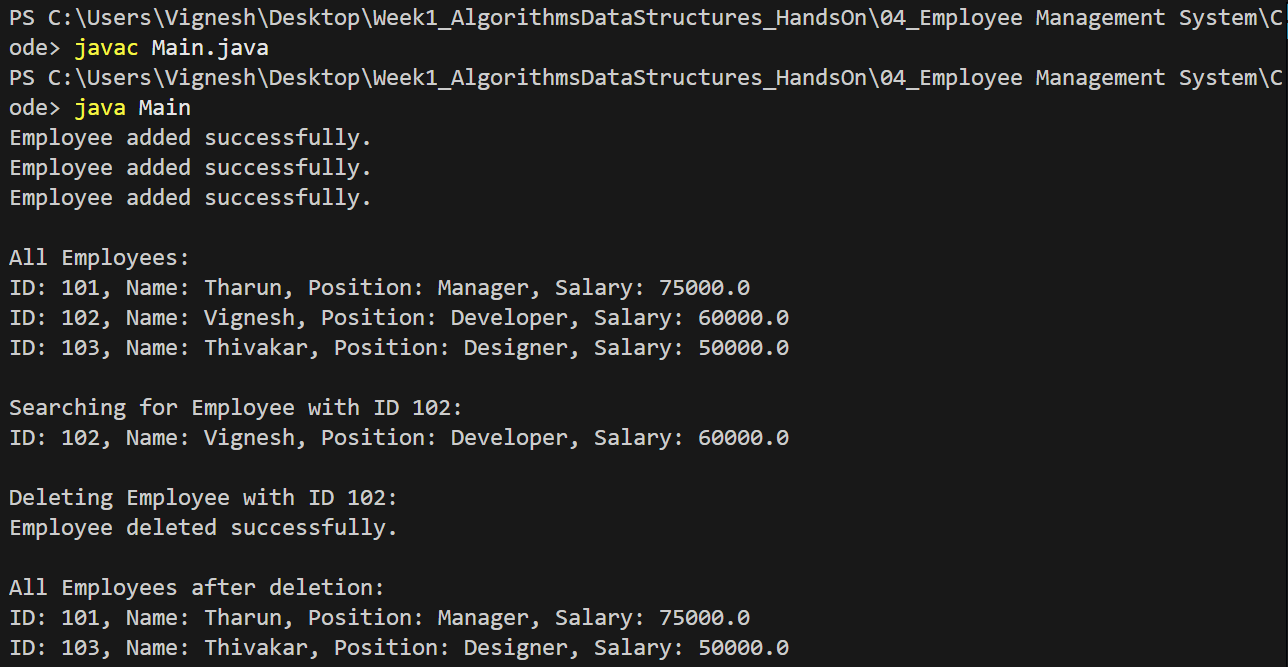 PS C:\Users\Vignesh\Desktop\Week1_AlgorithmsDataStructures_HandsOn\04_Employee Management System\C
ode> javac Main.java
PS C:\Users\Vignesh\Desktop\Week1_AlgorithmsDataStructures_HandsOn\04_Employee Management System\C
ode> java Main
Employee added successfully.
Employee added successfully.
Employee added successfully.

All Employees:
ID: 101, Name: Tharun, Position: Manager, Salary: 75000.0
ID: 102, Name: Vignesh, Position: Developer, Salary: 60000.0
ID: 103, Name: Thivakar, Position: Designer, Salary: 50000.0

Searching for Employee with ID 102:
ID: 102, Name: Vignesh, Position: Developer, Salary: 60000.0

Deleting Employee with ID 102:
Employee deleted successfully.

All Employees after deletion:
ID: 101, Name: Tharun, Position: Manager, Salary: 75000.0
ID: 103, Name: Thivakar, Position: Designer, Salary: 50000.0